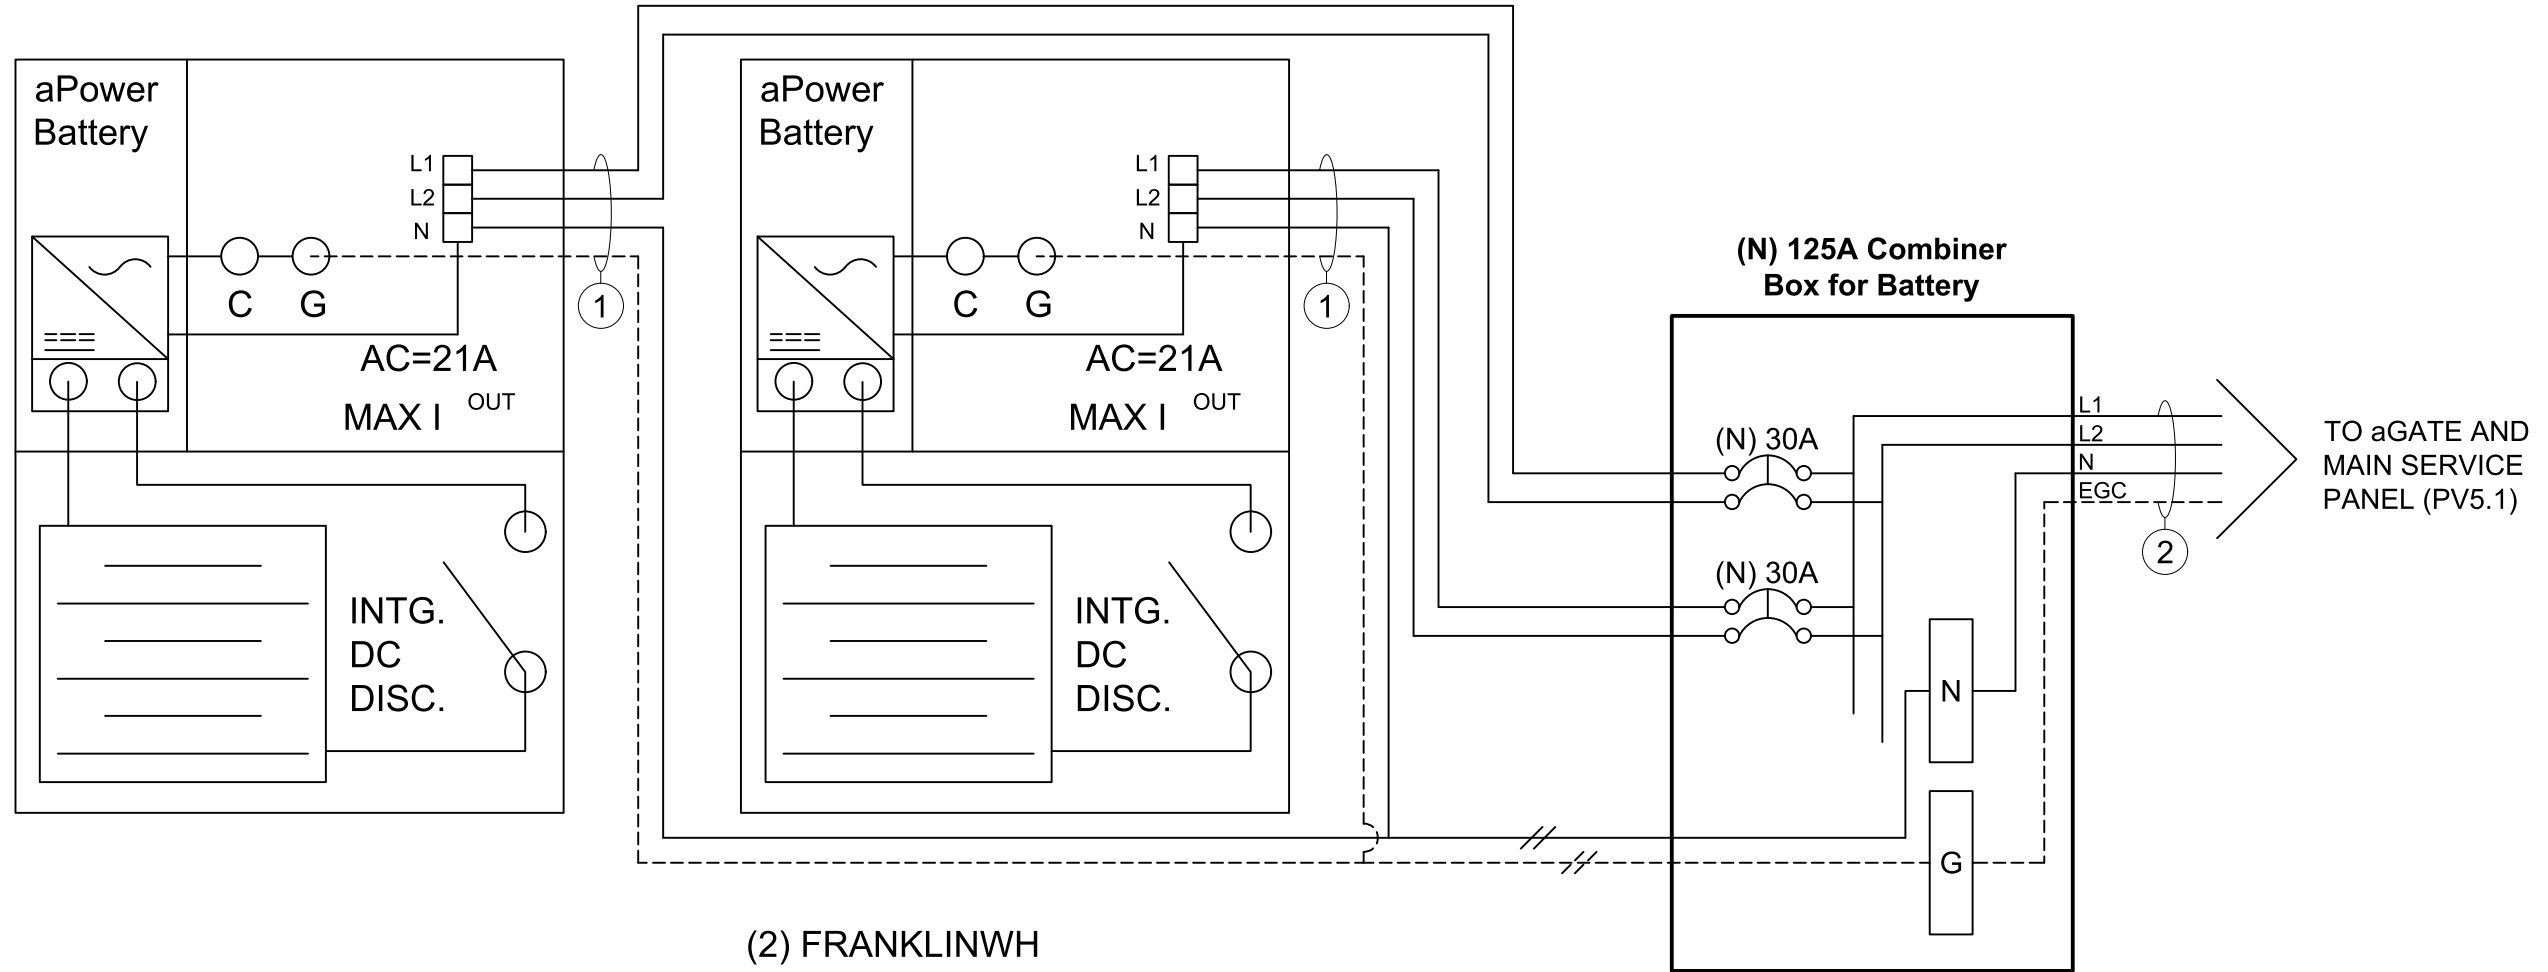 aPower
Battery
L1
L2
N
C G
AC=21A
MAX I OUT
INTG.
DC
DISC.
1
aPower
Battery
L1
L2
N
C G
AC=21A
MAX I OUT
INTG.
DC
DISC.
1
(N) 125A Combiner
Box for Battery
(N) 30A
(N) 30A
N
G
L1
L2
N
EGC
2
TO aGATE AND
MAIN SERVICE
PANEL (PV5.1)
(2) FRANKLINWH